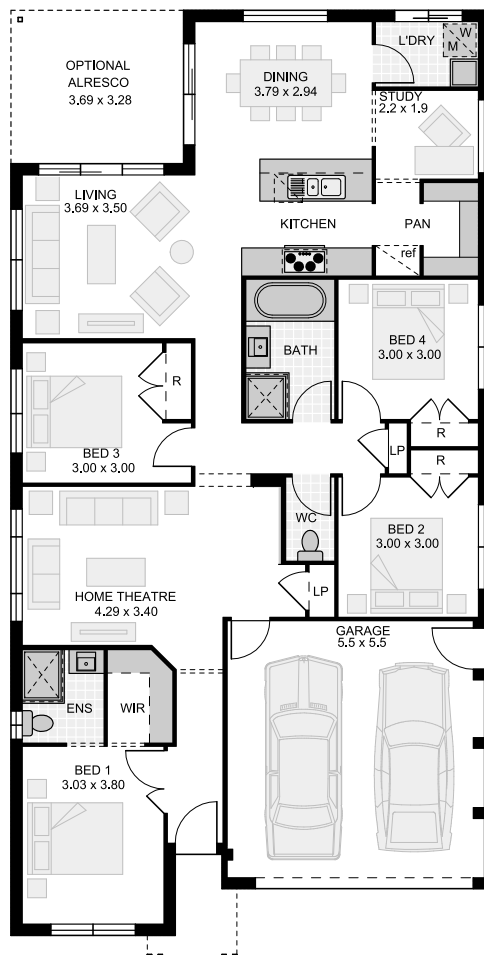 OPTIONAL
ALRESCO
3.69 x 3.28
DINING
3.79 x 2.94
L'DRY
W
M
STUDY
2.2 x 1.9
LIVING
3.69 x 3.50
KITCHEN
PAN
ref
BATH
BED 4
3.00 x 3.00
R
BED 3
3.00 x 3.00
LP
R
R
WC
BED 2
3.00 x 3.00
HOME THEATRE
4.29 x 3.40
LP
GARAGE
5.5 x 5.5
ENS
WIR
BED 1
3.03 x 3.80